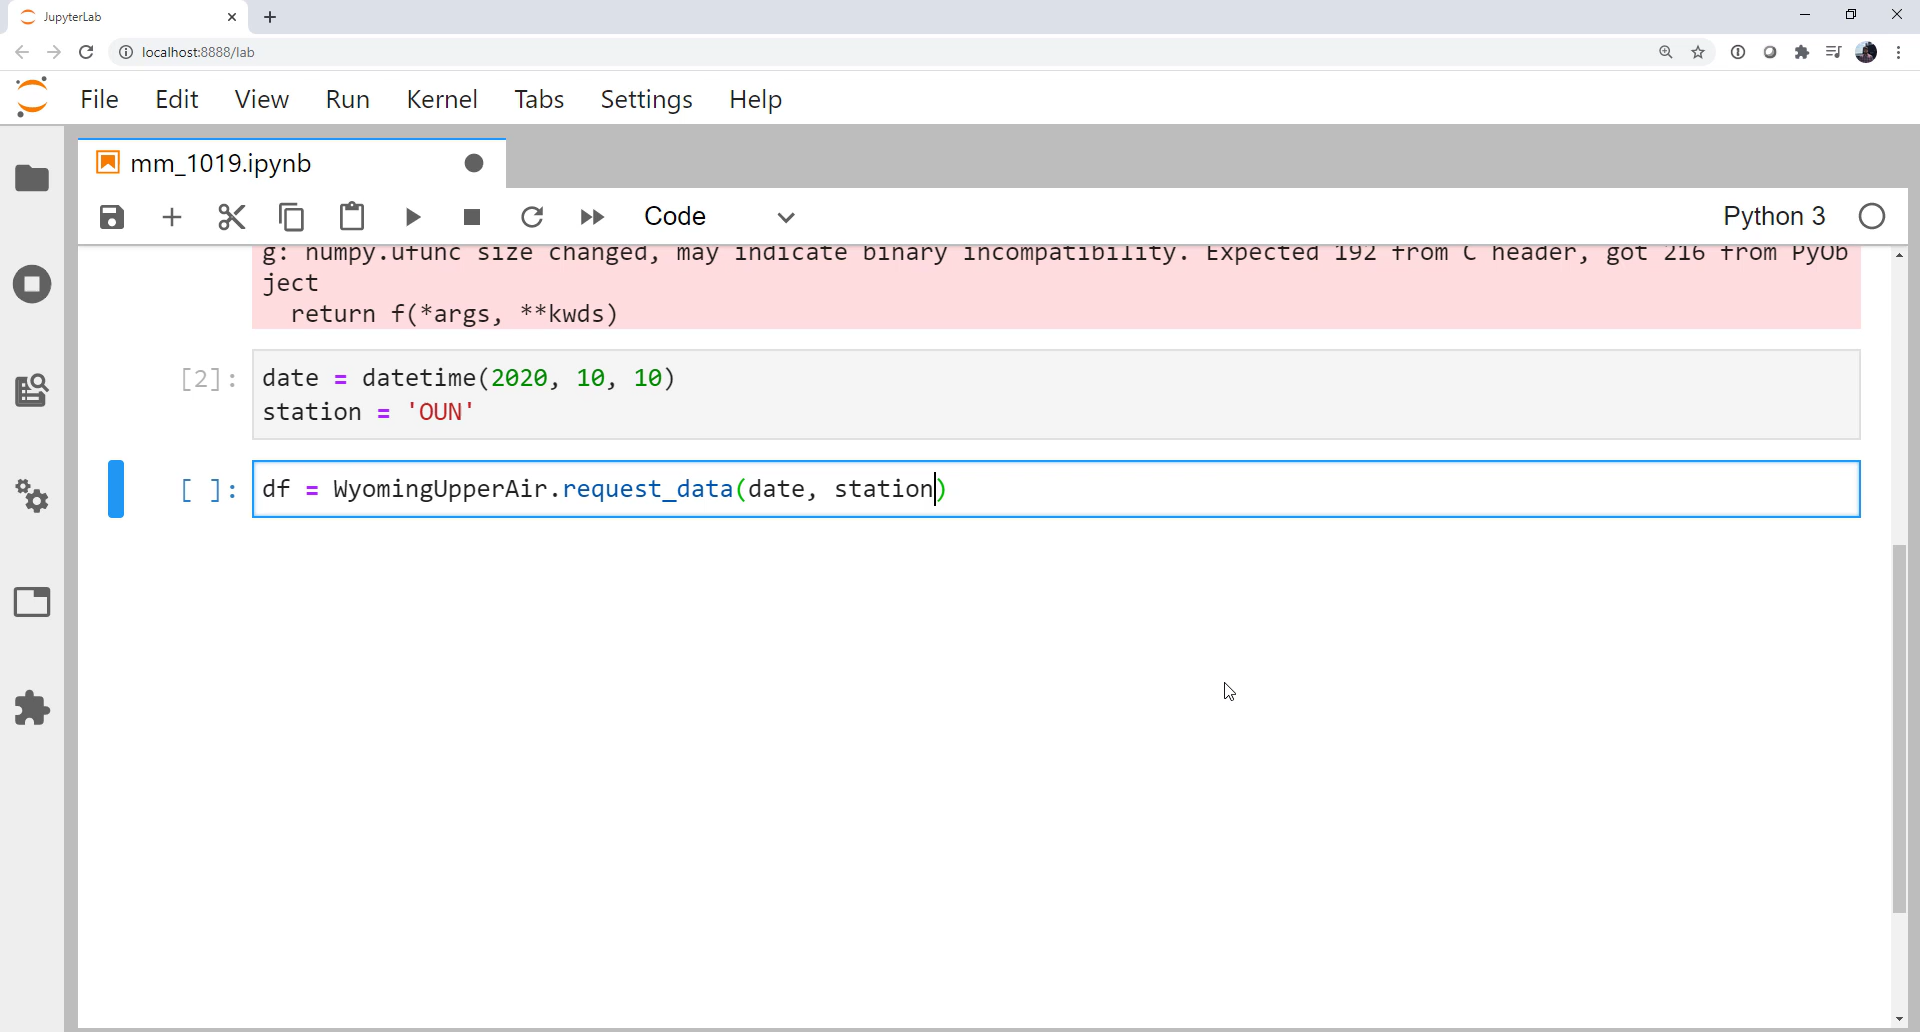 JupyterLab
localhost:8888/lab
File Edit View Run Kernel Tabs Settings Help
mm_1019.ipynb
Code
Python 3
g: numpy.ufunc size changed, may indicate binary incompatibility. Expected 192 from C header, got 216 from PyOb
ject
return f(*args, **kwds)
[2]: date = datetime(2020, 10, 10)
station = 'OUN'
[ ]: df = WyomingUpperAir.request_data(date, station)